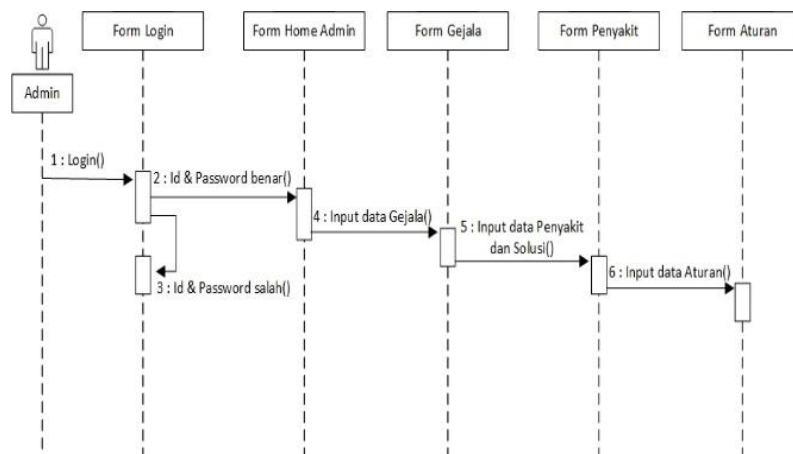 Form Login
Form Home Admin
Form Gejala
Form Penyakit
Form Aturan
Admin
1 : Login()
2 : Id & Password benar()
4 : Input data Gejala()
5 : Input data Penyakit
dan Solusi()
6 : Input data Aturan()
3 : Id & Password salah()